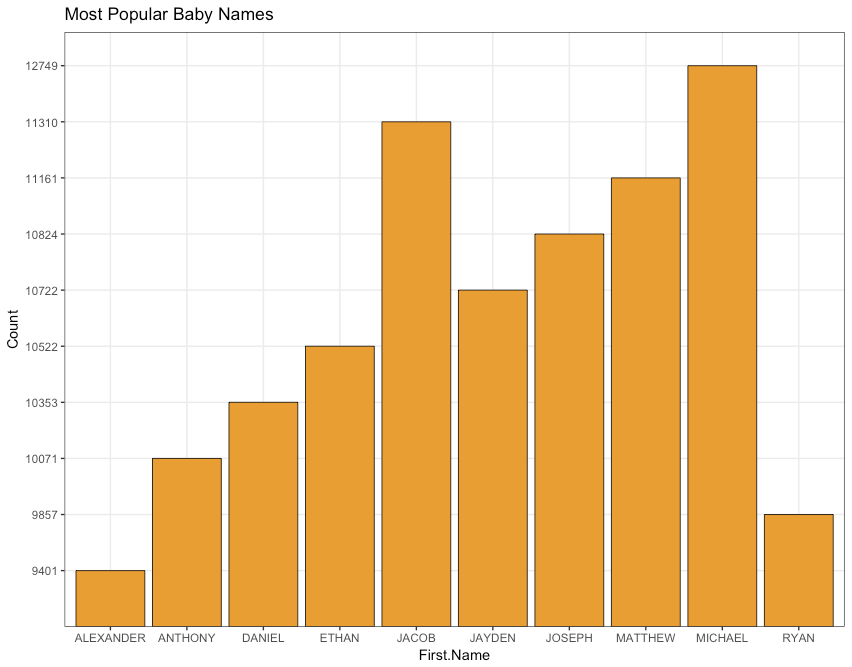 Most Popular Baby Names
Count
12749
11310
11161
10824
10722
10522
10353
10071
9857
9401
ALEXANDER ANTHONY DANIEL ETHAN JACOB JAYDEN JOSEPH MATTHEW MICHAEL RYAN
First.Name